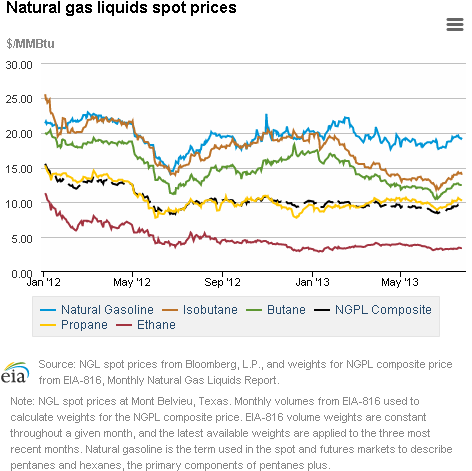 Natural gas liquids spot prices
$/MMBtu
30.00
25.00
20.00
15.00
10.00
5.00
0.00
Jan '12 May '12 Sep '12 Jan '13 May '13
Natural Gasoline Isobutane Butane NGPL Composite
Propane Ethane
eia
Source: NGL spot prices from Bloomberg, L.P., and weights for NGPL composite price
from EIA-816, Monthly Natural Gas Liquids Report.
Note: NGL spot prices at Mont Belvieu, Texas. Monthly volumes from EIA-816 used to
calculate weights for the NGPL composite price. EIA-816 volume weights are constant
throughout a given month, and the latest available weights are applied to the three most
recent months. Natural gasoline is the term used in the spot and futures markets to describe
pentanes and hexanes, the primary components of pentanes plus.